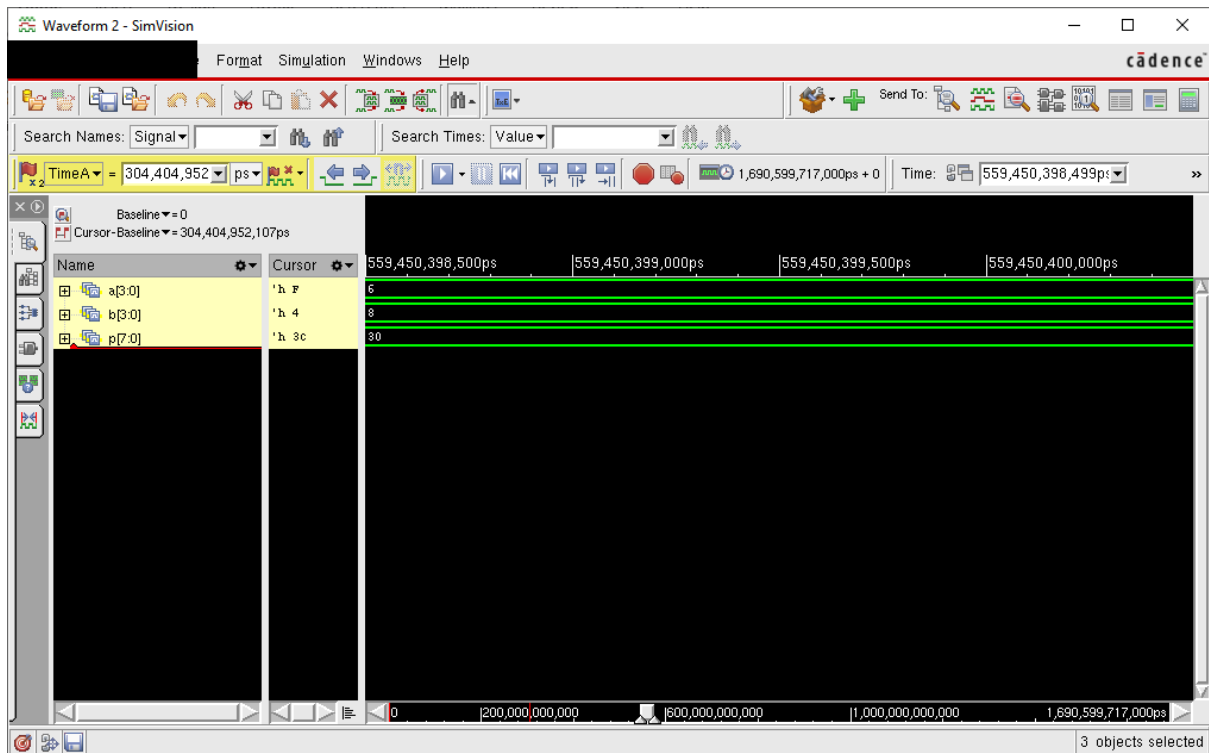 Waveform 2 - SimVision
Format Simulation Windows Help cādence
Send To:
Search Names: Signal Search Times: Value
x2 TimeA = 304,404,952 ps 1,690,599,717,000ps + 0 Time: 559,450,398,499ps »
Baseline = 0
Cursor-Baseline = 304,404,952,107ps
Name Cursor 559,450,398,500ps 559,450,399,000ps 559,450,399,500ps 559,450,400,000ps
a[3:0] 'h F 6
b[3:0] 'h 4 8
p[7:0] 'h 3C 30
0 200,000,000,000 600,000,000,000 1,000,000,000,000 1,690,599,717,000ps
3 objects selected